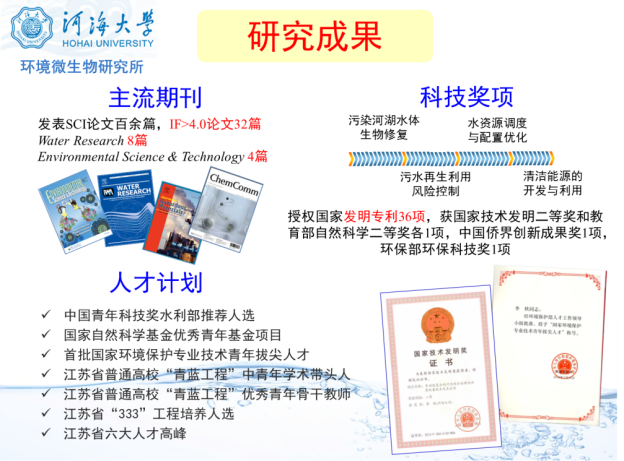 河海大学
HOHAI UNIVERSITY
环境微生物研究所
研究成果
主流期刊
发表SCI论文百余篇，IF>4.0论文32篇
Water Research 8篇
Environmental Science & Technology 4篇
WATER
RESEARCH
ChemComm
科技奖项
污染河湖水体
生物修复
水资源调度
与配置优化
污水再生利用
风险控制
清洁能源的
开发与利用
授权国家发明专利36项，获国家技术发明二等奖和教
育部自然科学二等奖各1项，中国侨界创新成果奖1项，
环保部环保科技奖1项
人才计划
✓ 中国青年科技奖水利部推荐人选
✓ 国家自然科学基金优秀青年基金项目
✓ 首批国家环境保护专业技术青年拔尖人才
✓ 江苏省普通高校“青蓝工程”中青年学术带头人
✓ 江苏省普通高校“青蓝工程”优秀青年骨干教师
✓ 江苏省“333”工程培养人选
✓ 江苏省六大人才高峰
国家技术发明奖
证书